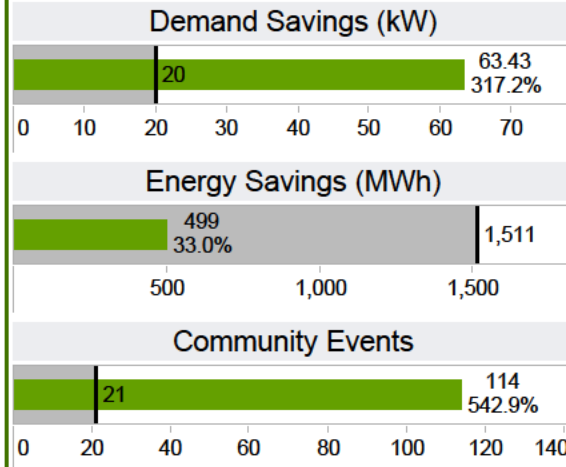 Demand Savings (kW)
20
63.43
317.2%
0 10 20 30 40 50 60 70
Energy Savings (MWh)
499
33.0%
1,511
500 1,000 1,500
Community Events
21
114
542.9%
0 20 40 60 80 100 120 140